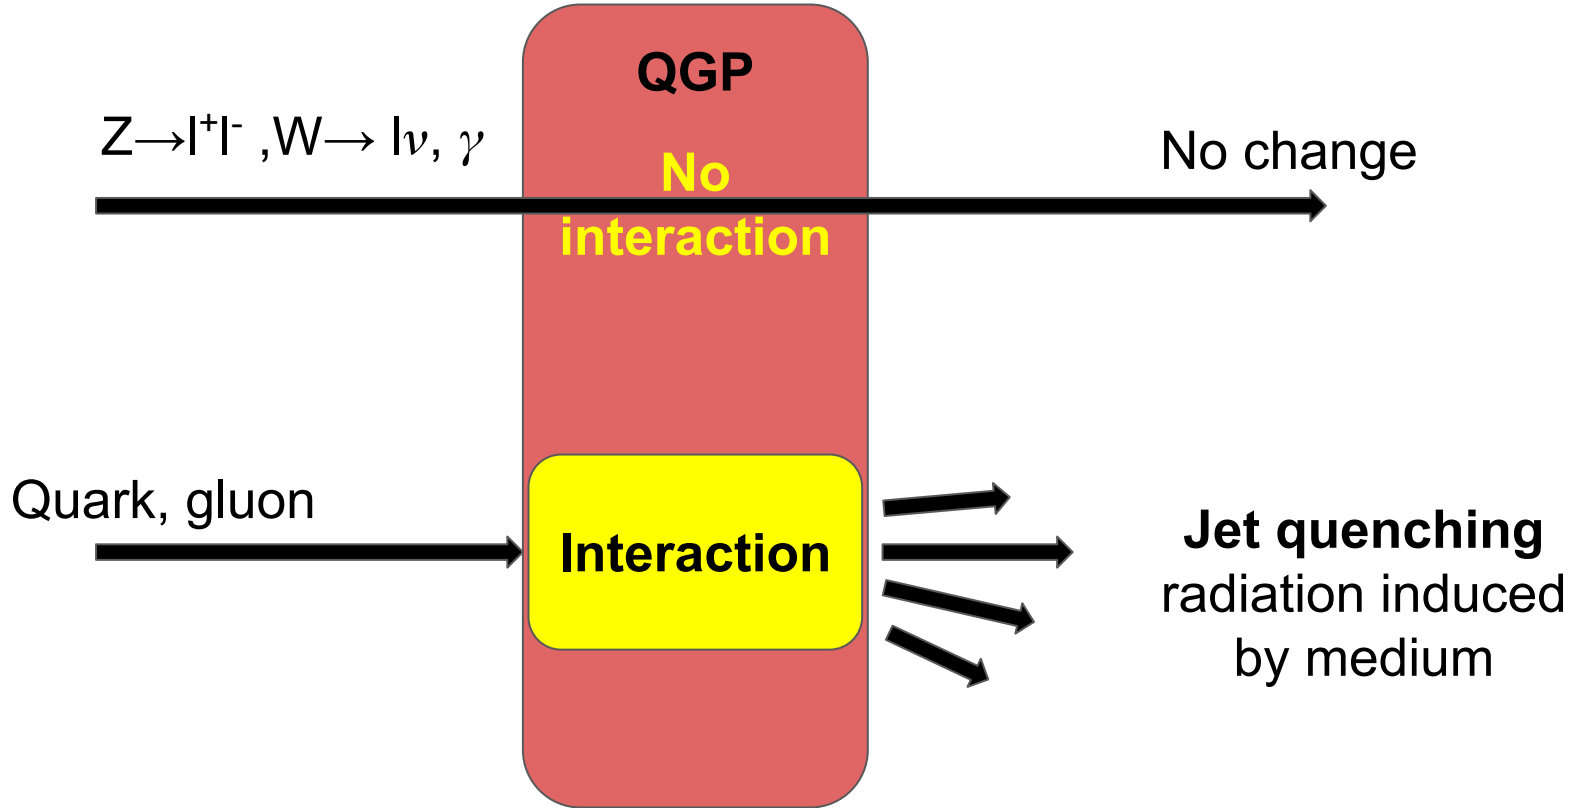 QGP
Z→l⁺l⁻ ,W→ lν, γ
No
interaction
No change
Quark, gluon
Interaction
Jet quenching
radiation induced
by medium